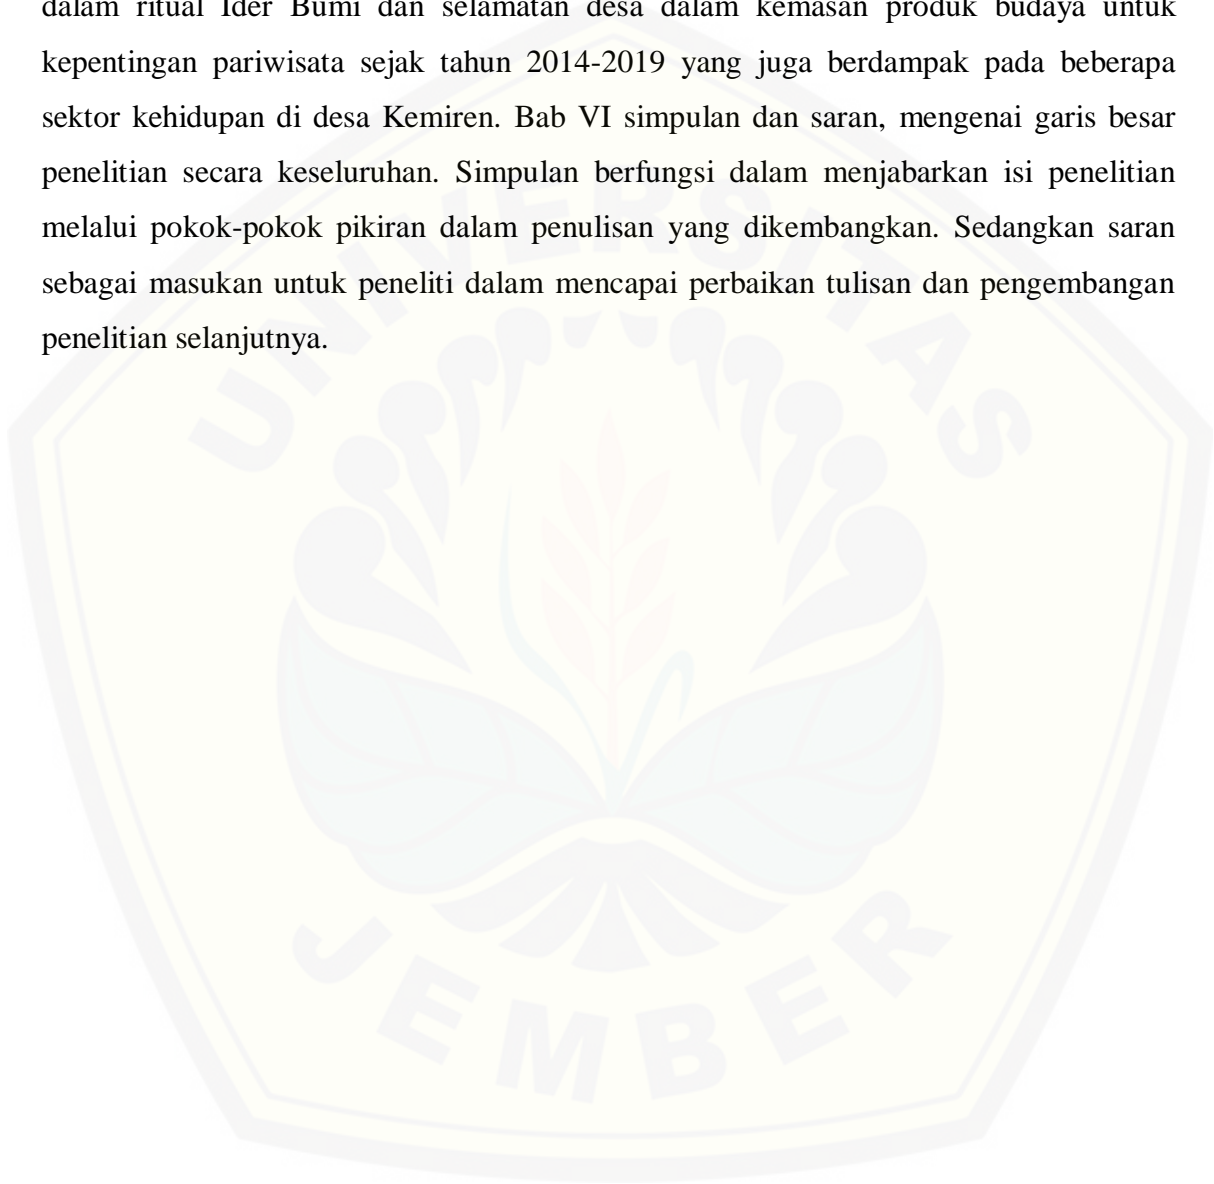 dalam ritual Ider Bumi dan selamatan desa dalam kemasan produk budaya untuk
kepentingan pariwisata sejak tahun 2014-2019 yang juga berdampak pada beberapa
sektor kehidupan di desa Kemiren. Bab VI simpulan dan saran, mengenai garis besar
penelitian secara keseluruhan. Simpulan berfungsi dalam menjabarkan isi penelitian
melalui pokok-pokok pikiran dalam penulisan yang dikembangkan. Sedangkan saran
sebagai masukan untuk peneliti dalam mencapai perbaikan tulisan dan pengembangan
penelitian selanjutnya.
UNIVERSITAS
JEMBER